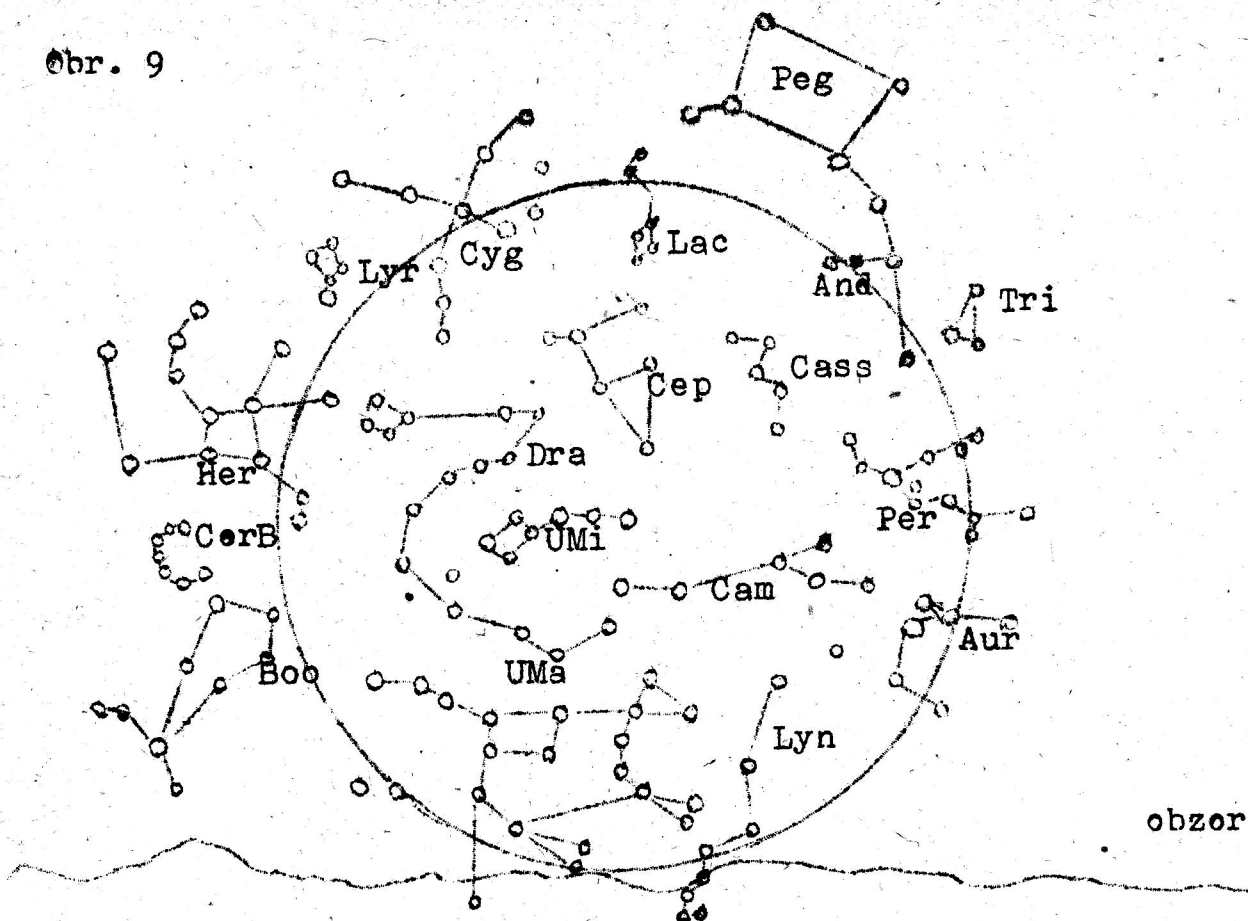 Obr. 9
Peg
Lyr
Cyg
Lac
And
Tri
Cass
Cep
Dra
Her
CorB
UMi
Per
Cam
Aur
Boo
UMa
Lyn
obzor